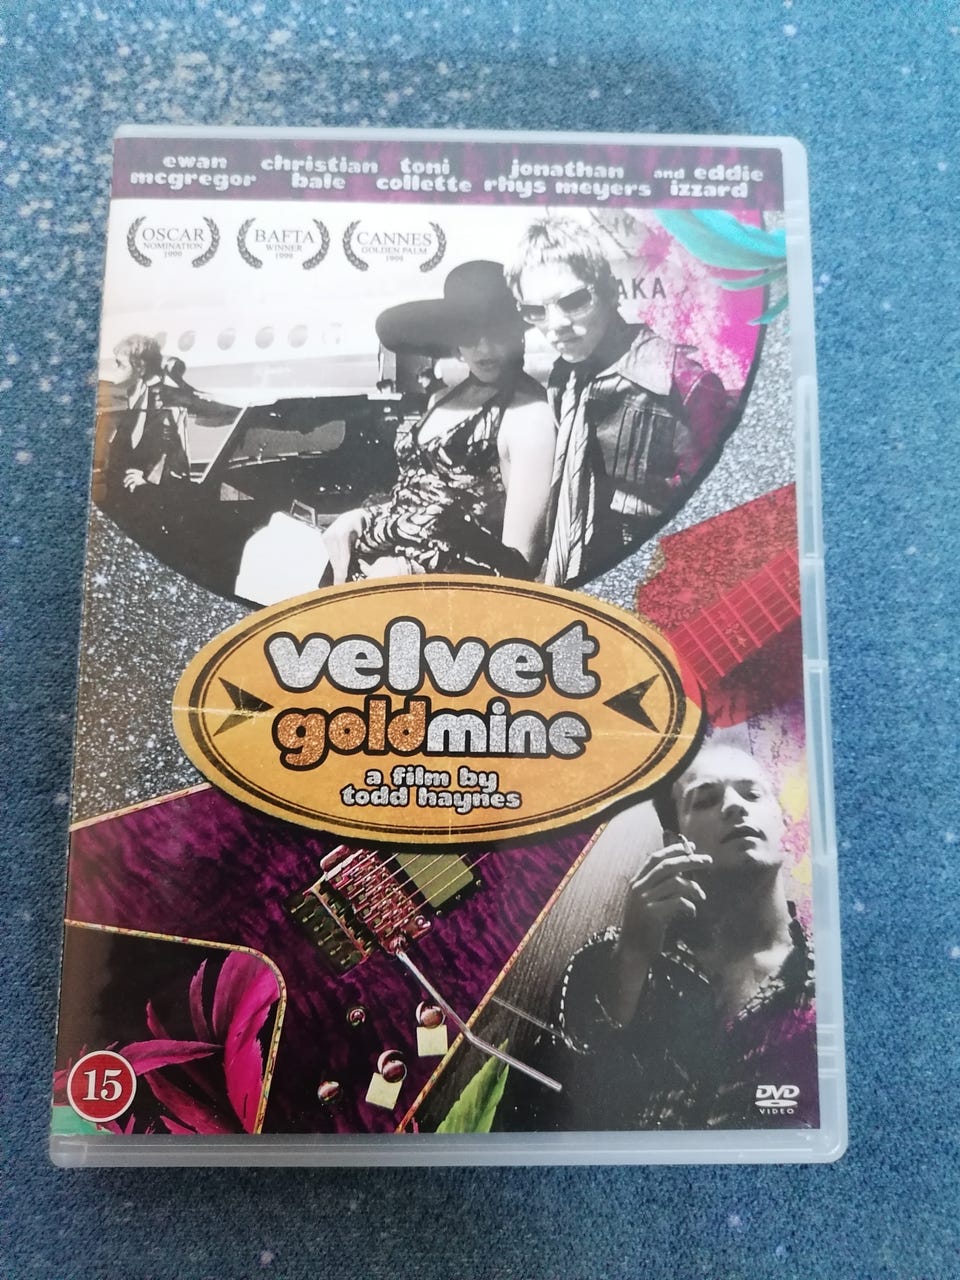 ewan christian toni jonathan and eddie
mcgregor bale collette rhys meyers izzard
OSCAR BAFTA CANNES
NOMINATION WINNER GOLDEN PALM
1999 1999 1999
AKA
velvet
goldmine
a film by
todd haynes
15
DVD
VIDEO